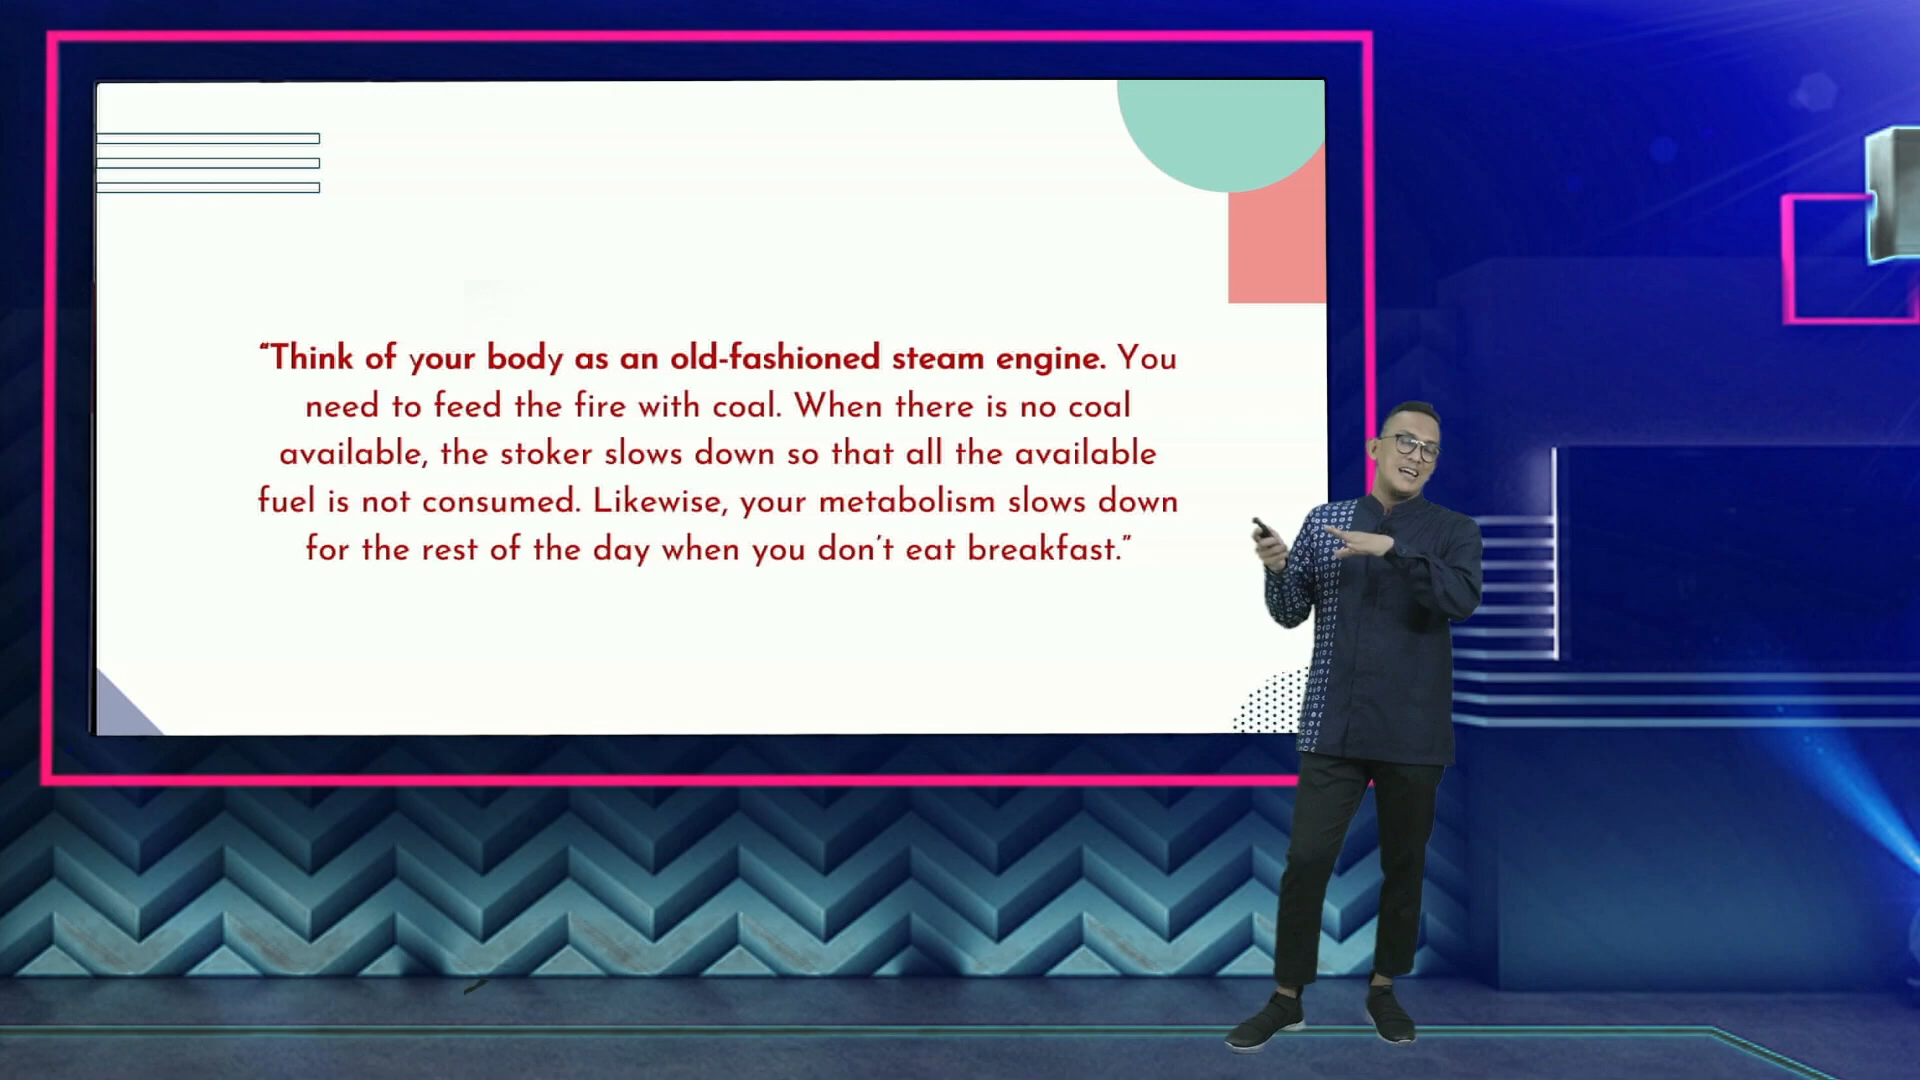 “Think of your body as an old-fashioned steam engine. You
need to feed the fire with coal. When there is no coal
available, the stoker slows down so that all the available
fuel is not consumed. Likewise, your metabolism slows down
for the rest of the day when you don’t eat breakfast.”